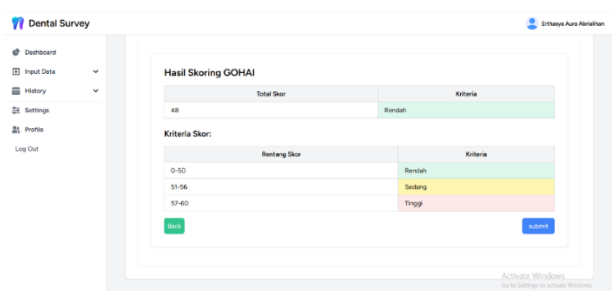 Dental Survey
Erthasya Aura Abrialihan
Dashboard
Input Data
History
Settings
Profile
Log Out
Hasil Skoring GOHAI
Total Skor Kriteria
48 Rendah
Kriteria Skor:
Rentang Skor Kriteria
0-50 Rendah
51-56 Sedang
57-60 Tinggi
Back submit
Activate Windows
Go to Settings to activate Windows.